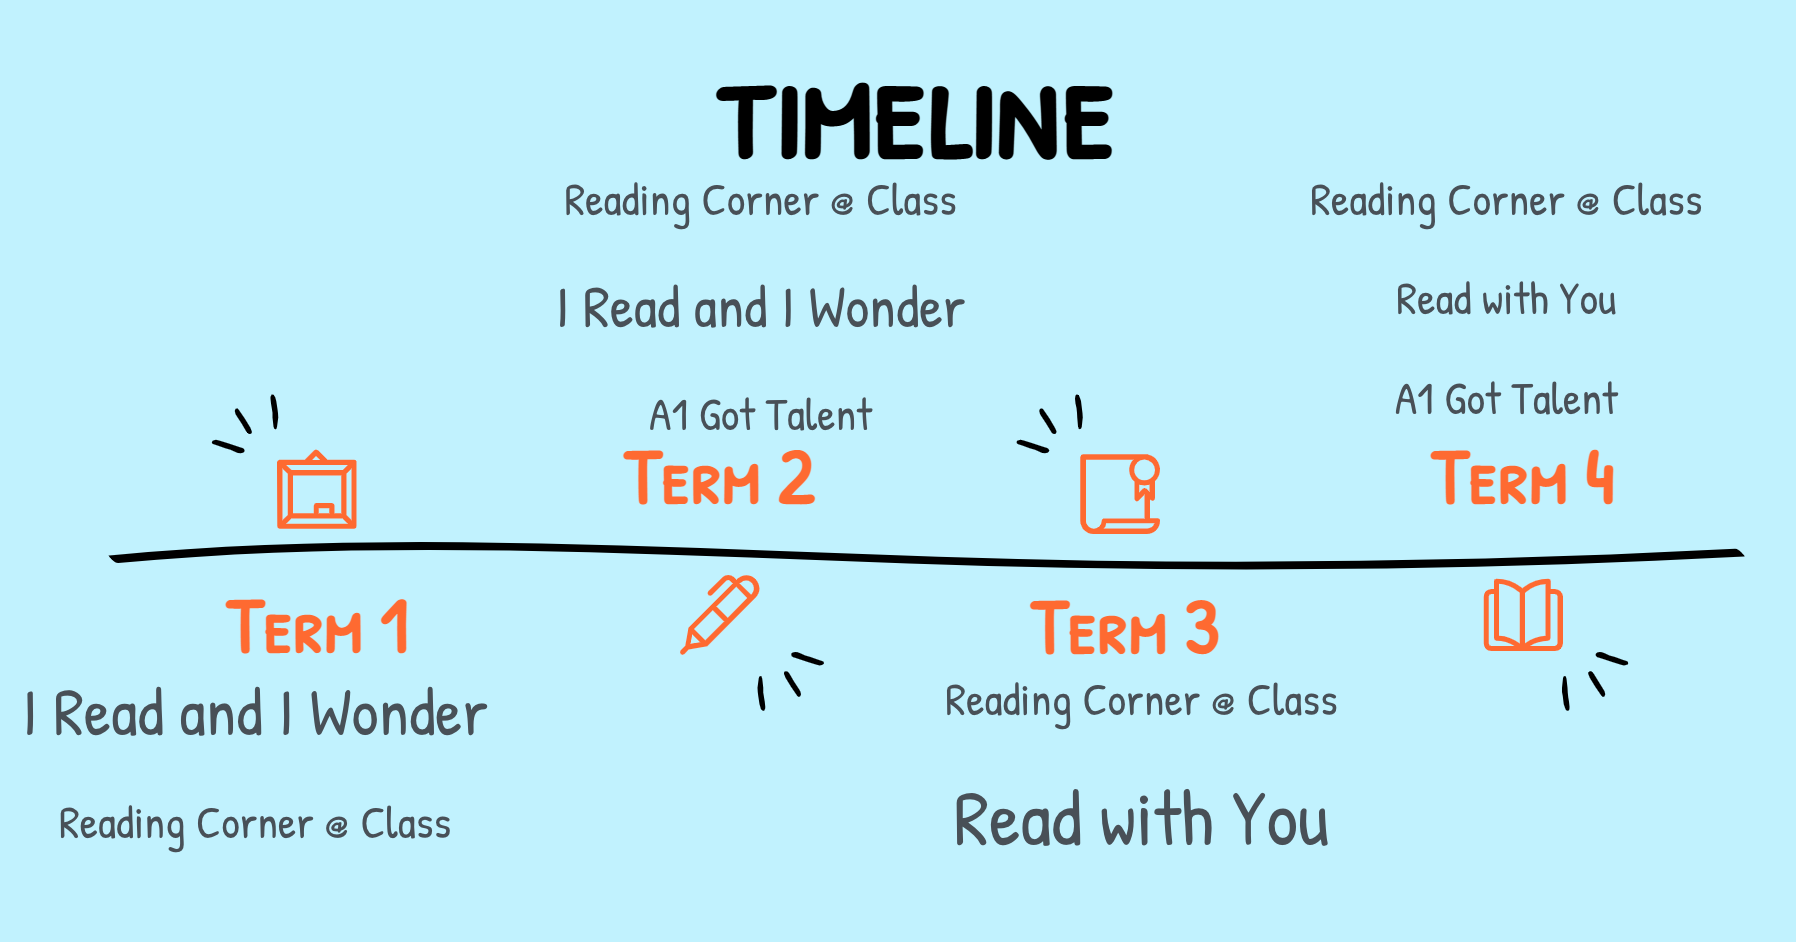 TIMELINE
I Read and I Wonder
Reading Corner @ Class
Term 1
Reading Corner @ Class
I Read and I Wonder
A1 Got Talent
Term 2
Term 3
Reading Corner @ Class
Read with You
Reading Corner @ Class
Read with You
A1 Got Talent
Term 4